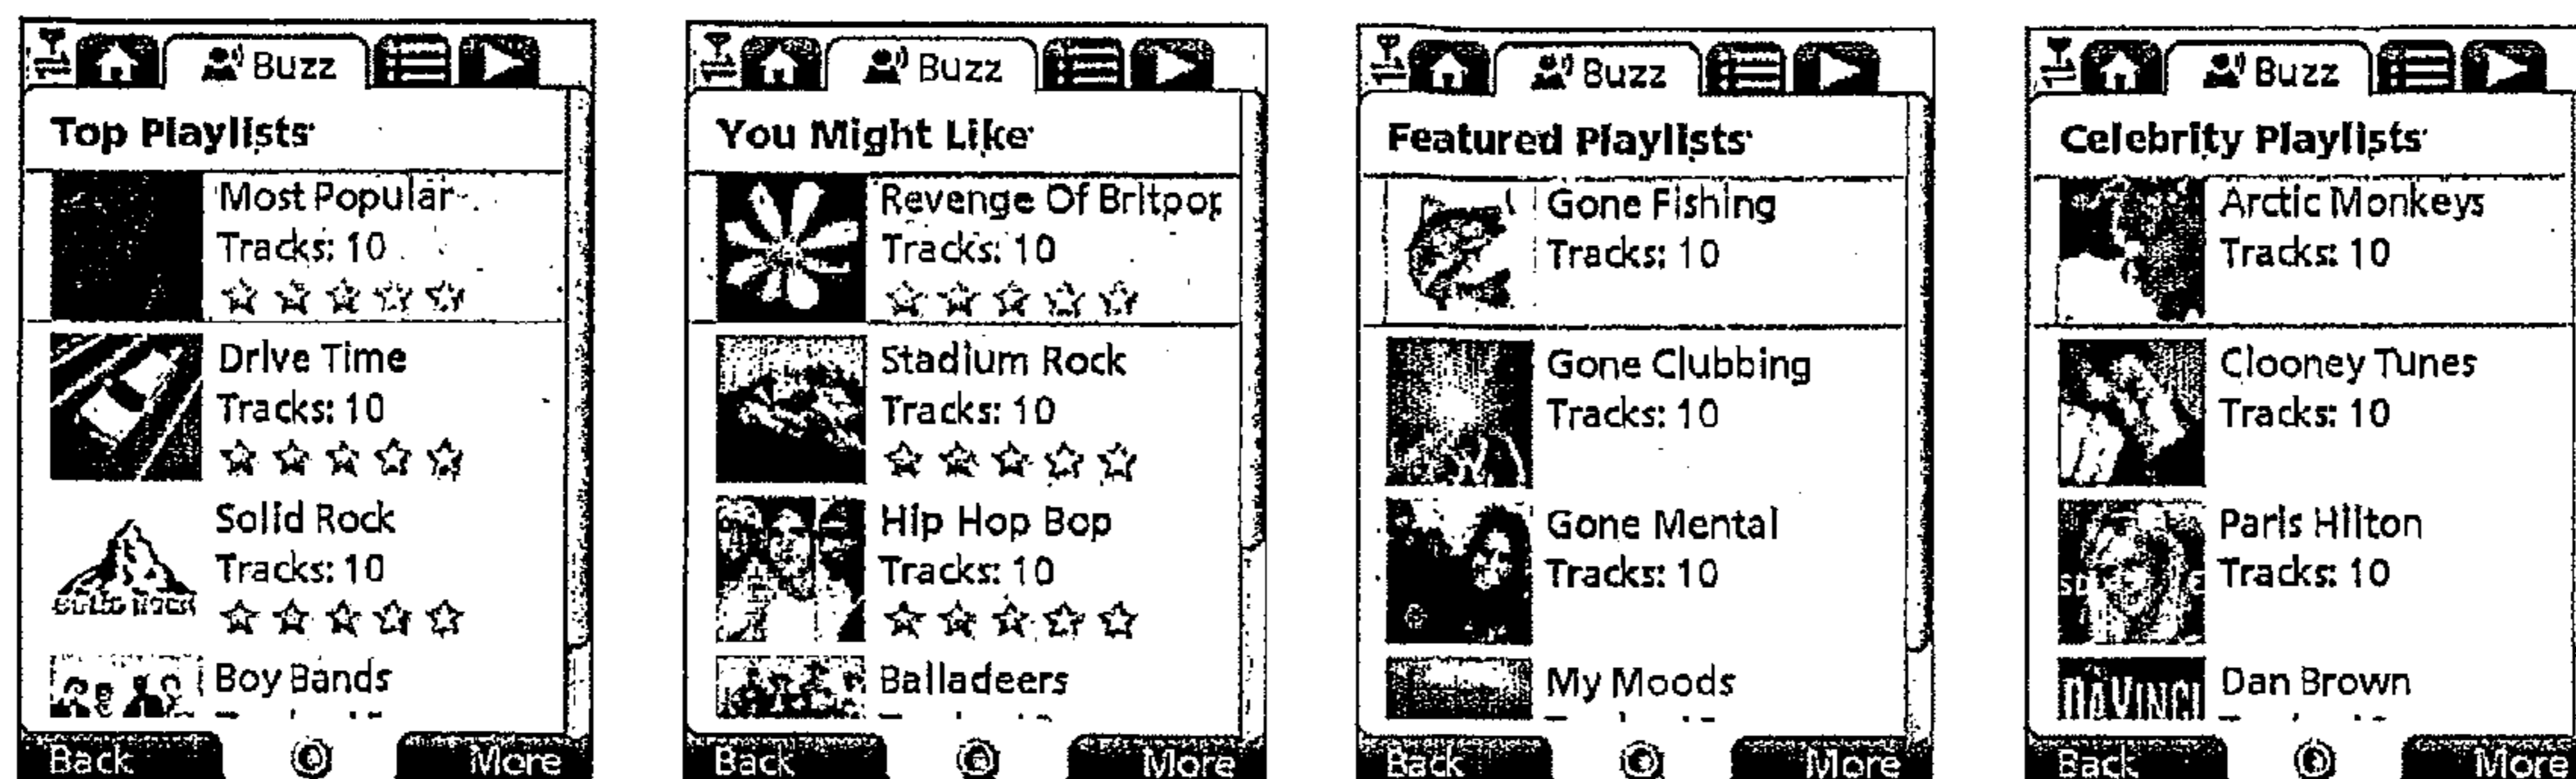 Buzz
Top Playlists
Most Popular
Tracks: 10
Drive Time
Tracks: 10
Solid Rock
Tracks: 10
SOLID ROCK
Boy Bands
Back
More
Buzz
You Might Like
Revenge Of Britpop
Tracks: 10
Stadium Rock
Tracks: 10
Hip Hop Bop
Tracks: 10
Balladeers
Back
More
Buzz
Featured Playlists
Gone Fishing
Tracks: 10
Gone Clubbing
Tracks: 10
Gone Mental
Tracks: 10
My Moods
Back
More
Buzz
Celebrity Playlists
Arctic Monkeys
Tracks: 10
Clooney Tunes
Tracks: 10
Paris Hilton
Tracks: 10
Dan Brown
DAVINCI
Back
More